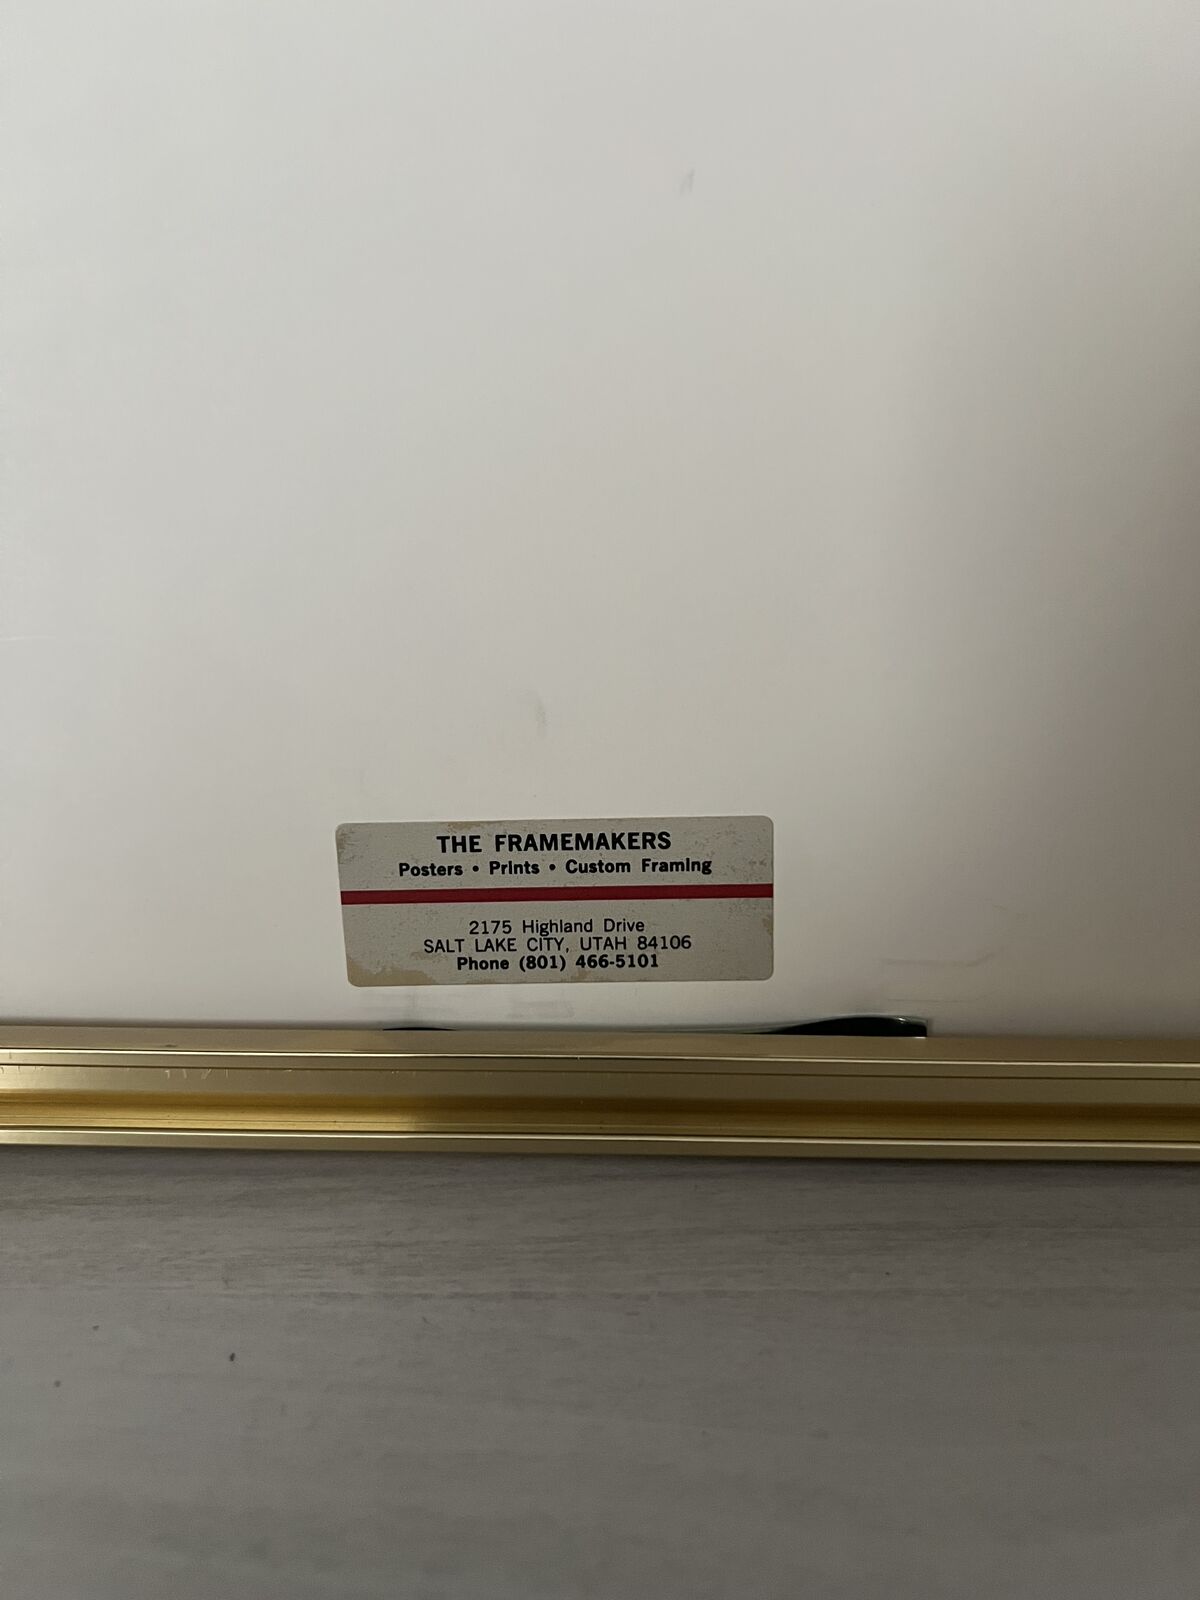 THE FRAMEMAKERS
Posters • Prints • Custom Framing
2175 Highland Drive
SALT LAKE CITY, UTAH 84106
Phone (801) 466-5101